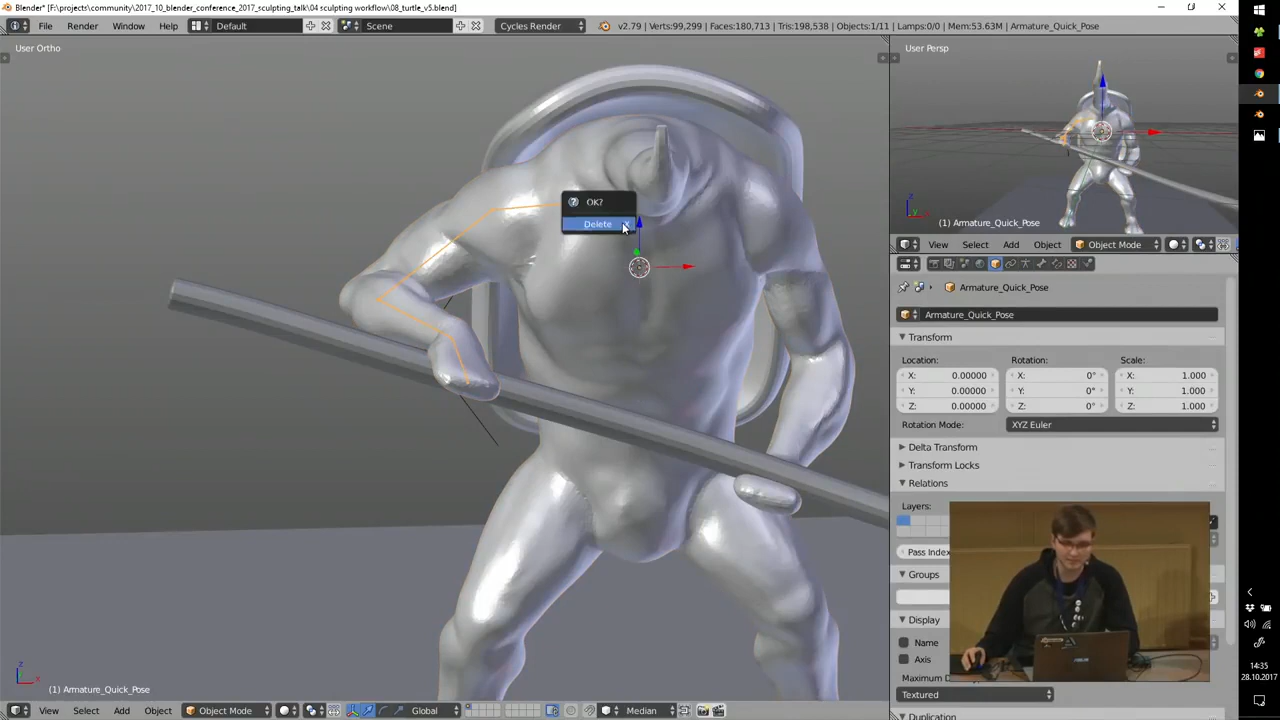 Blender* [F:\projects\community\2017_10_blender_conference_2017_sculpting_talk\04 sculpting workflow\08_turtle_v5.blend]
File Render Window Help Default Scene Cycles Render v2.79 | Verts:99,299 | Faces:180,713 | Tris:198,538 | Objects:1/11 | Lamps:0/0 | Mem:53.63M | Armature_Quick_Pose
User Ortho
OK?
Delete
(1) Armature_Quick_Pose
View Select Add Object Object Mode Global Median
User Persp
(1) Armature_Quick_Pose
View Select Add Object Object Mode
Armature_Quick_Pose
Armature_Quick_Pose
Transform
Location: Rotation: Scale:
X: 0.00000 X: 0° X: 1.000
Y: 0.00000 Y: 0° Y: 1.000
Z: 0.00000 Z: 0° Z: 1.000
Rotation Mode: XYZ Euler
Delta Transform
Transform Locks
Relations
Layers:
Pass Index
Groups
Display
Name
Axis
Textured
Duplication
14:35
28.10.2017